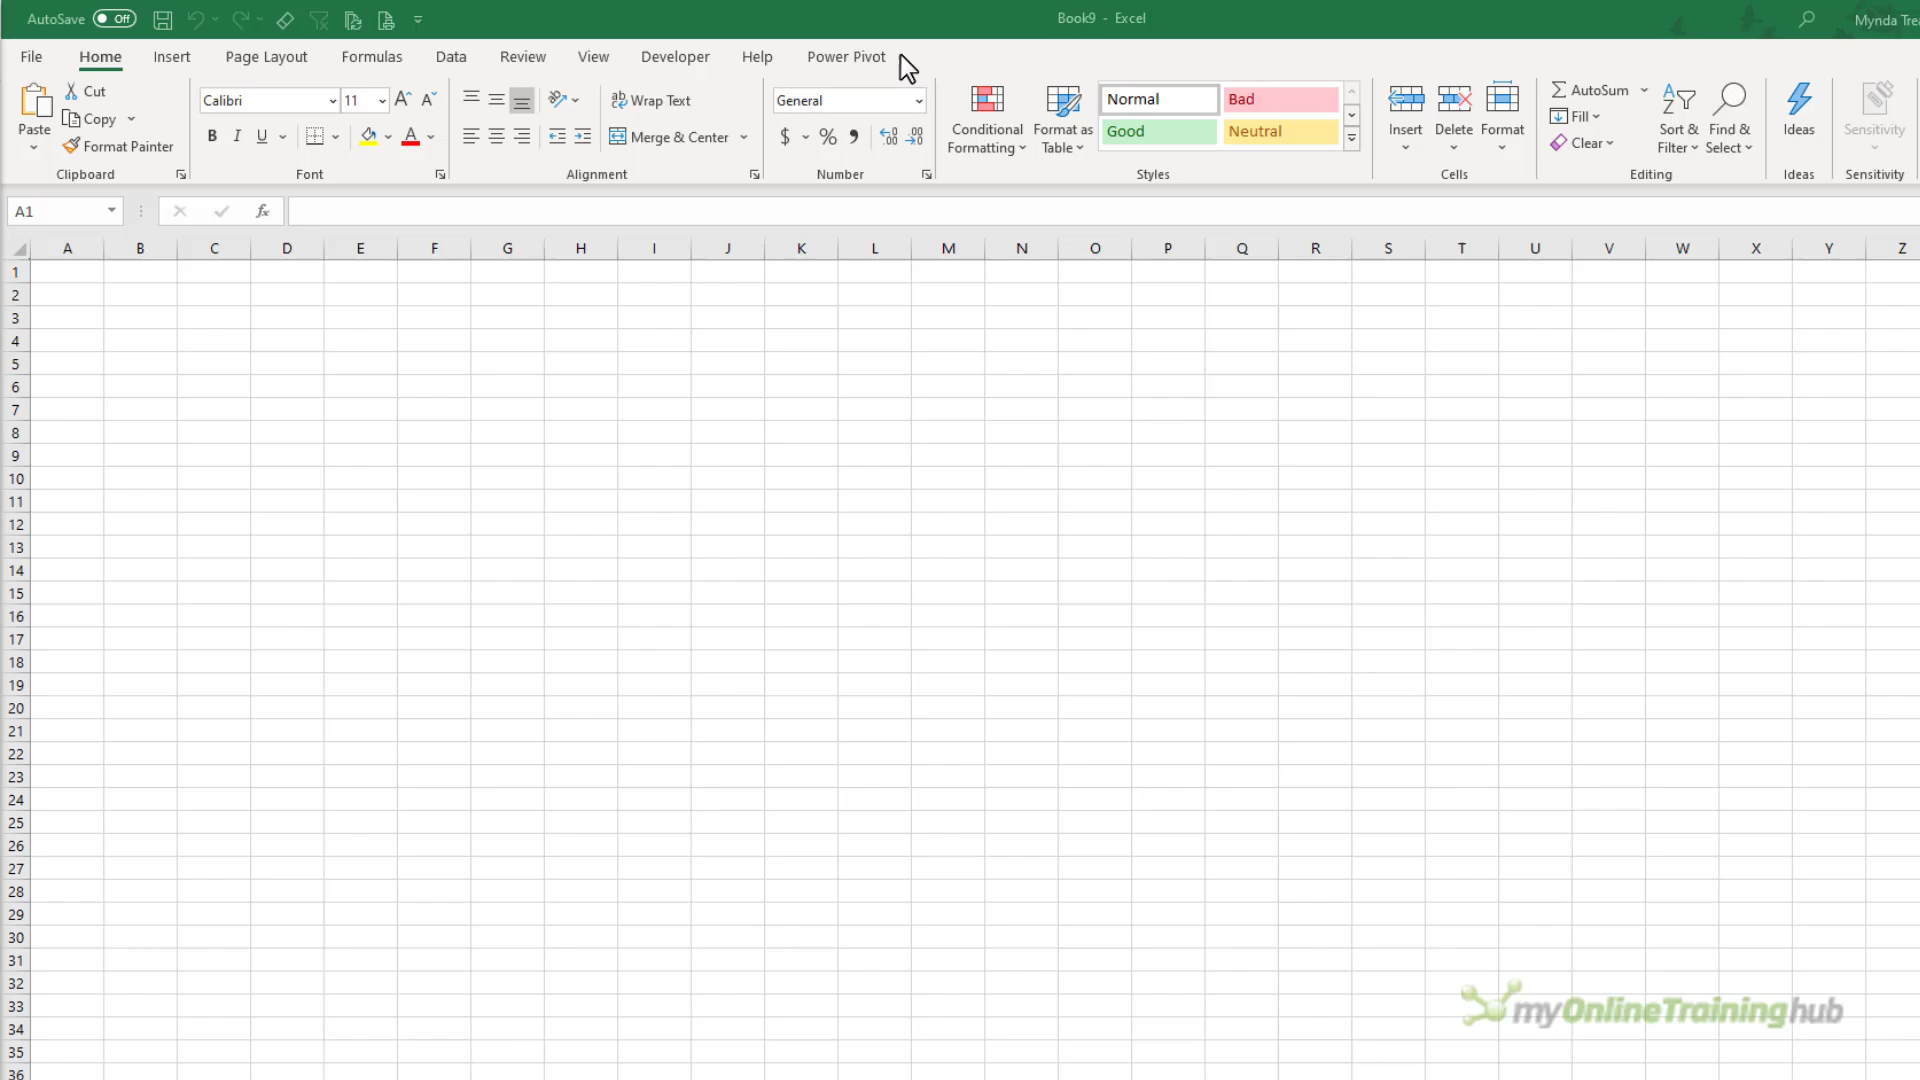 AutoSave Off Book9 - Excel Mynda Trea
File Home Insert Page Layout Formulas Data Review View Developer Help Power Pivot
Paste Cut Copy Format Painter Clipboard
Calibri 11 B I U A Font
ab Wrap Text Merge & Center Alignment
General $ % Number
Conditional Formatting Format as Table Normal Bad Good Neutral Styles
Insert Delete Format Cells
AutoSum Fill Clear Sort & Filter Find & Select Editing
Ideas Ideas
Sensitivity Sensitivity
A1 fx
A B C D E F G H I J K L M N O P Q R S T U V W X Y Z
1
2
3
4
5
6
7
8
9
10
11
12
13
14
15
16
17
18
19
20
21
22
23
24
25
26
27
28
29
30
31
32
33
34
35
36
myOnlineTraininghub